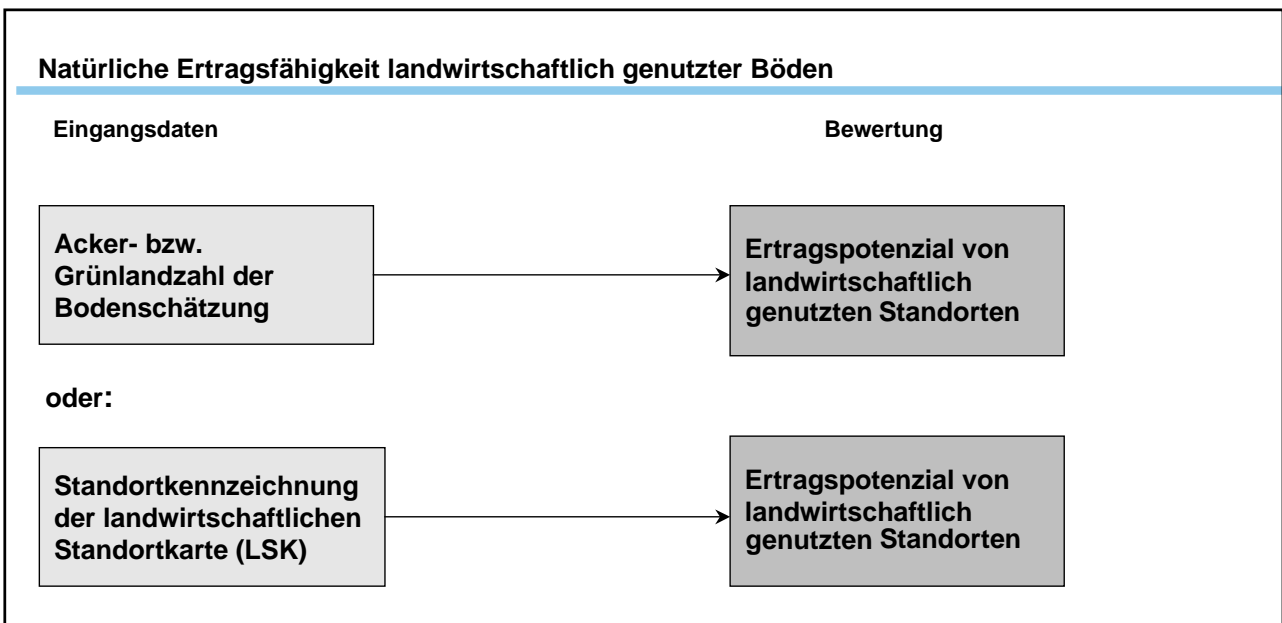 Natürliche Ertragsfähigkeit landwirtschaftlich genutzter Böden
Eingangsdaten
Bewertung
Acker- bzw.
Grünlandzahl der
Bodenschätzung
Ertragspotenzial von
landwirtschaftlich
genutzten Standorten
oder:
Standortkennzeichnung
der landwirtschaftlichen
Standortkarte (LSK)
Ertragspotenzial von
landwirtschaftlich
genutzten Standorten